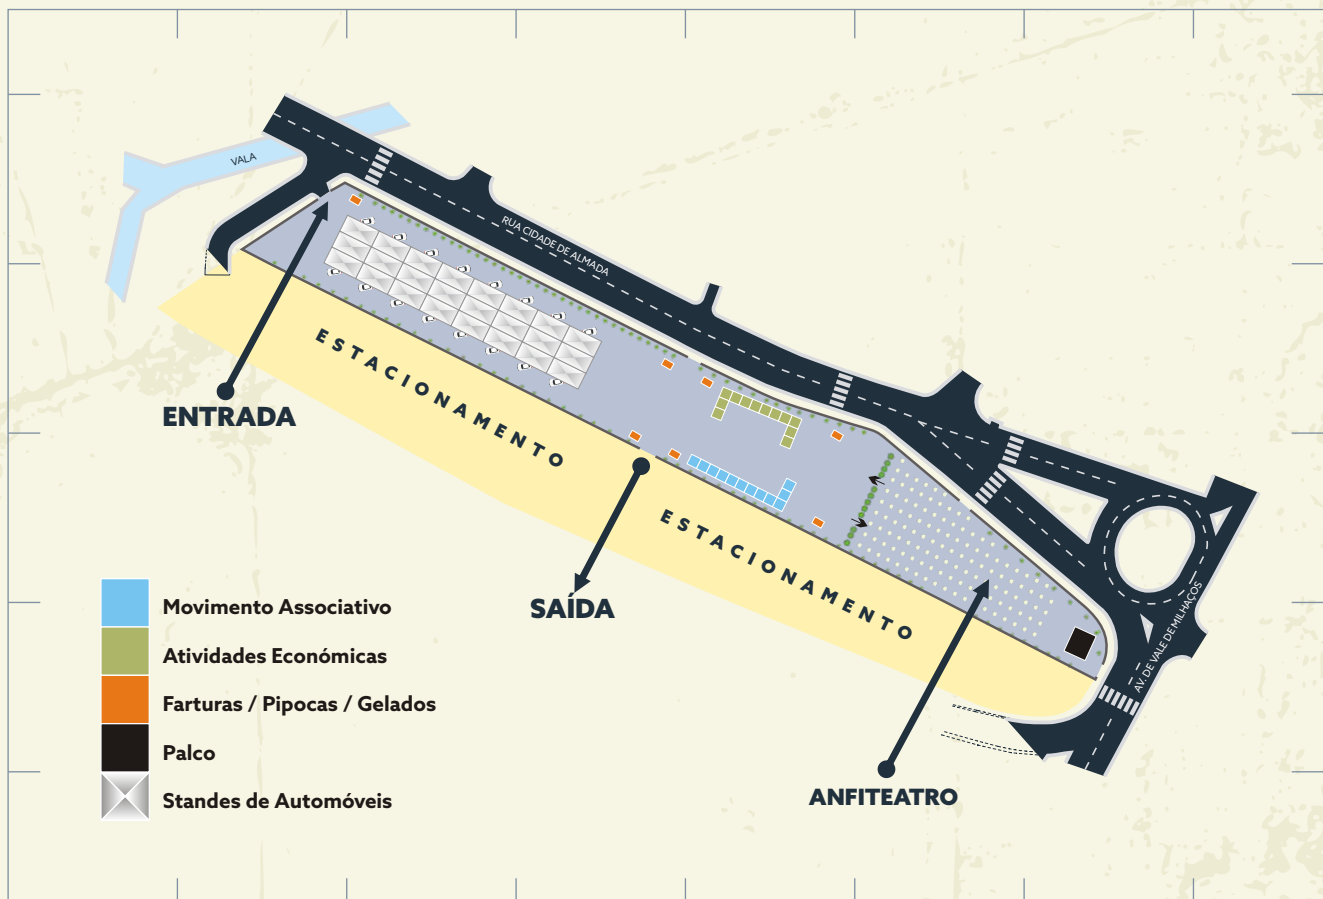 VALA
RUA CIDADE DE ALMADA
ESTACIONAMENTO
ENTRADA
ESTACIONAMENTO
SAÍDA
AV. DE VALE DE MILHAÇOS
ANFITEATRO
Movimento Associativo
Atividades Económicas
Farturas / Pipocas / Gelados
Palco
Standes de Automóveis